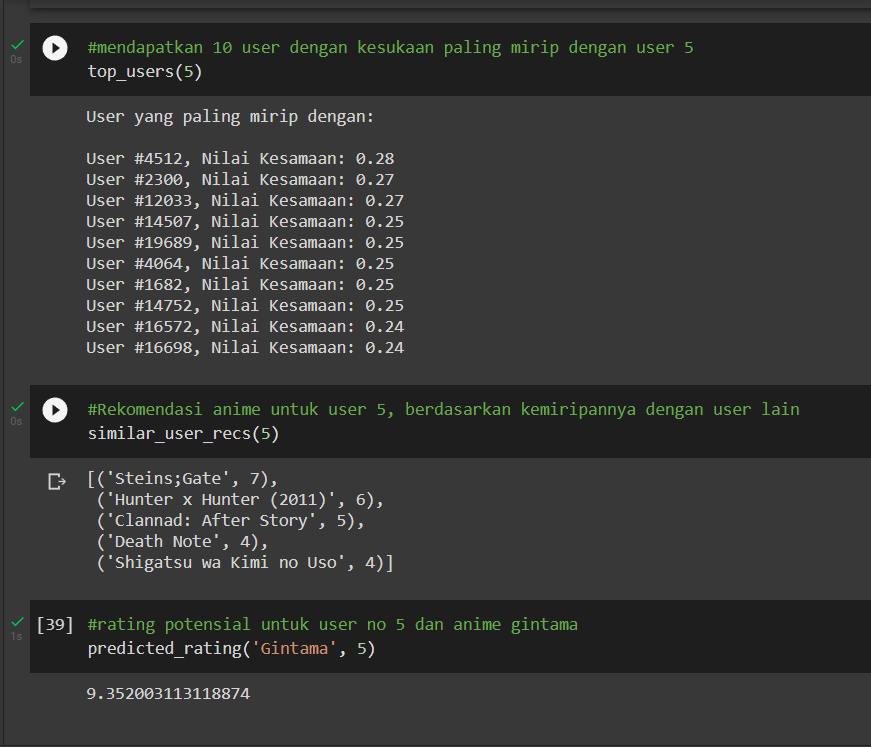 0s
#mendapatkan 10 user dengan kesukaan paling mirip dengan user 5
top_users(5)
User yang paling mirip dengan:
User #4512, Nilai Kesamaan: 0.28
User #2300, Nilai Kesamaan: 0.27
User #12033, Nilai Kesamaan: 0.27
User #14507, Nilai Kesamaan: 0.25
User #19689, Nilai Kesamaan: 0.25
User #4064, Nilai Kesamaan: 0.25
User #1682, Nilai Kesamaan: 0.25
User #14752, Nilai Kesamaan: 0.25
User #16572, Nilai Kesamaan: 0.24
User #16698, Nilai Kesamaan: 0.24
0s
#Rekomendasi anime untuk user 5, berdasarkan kemiripannya dengan user lain
similar_user_recs(5)
[('Steins;Gate', 7),
('Hunter x Hunter (2011)', 6),
('Clannad: After Story', 5),
('Death Note', 4),
('Shigatsu wa Kimi no Uso', 4)]
1s
[39] #rating potensial untuk user no 5 dan anime gintama
predicted_rating('Gintama', 5)
9.352003113118874